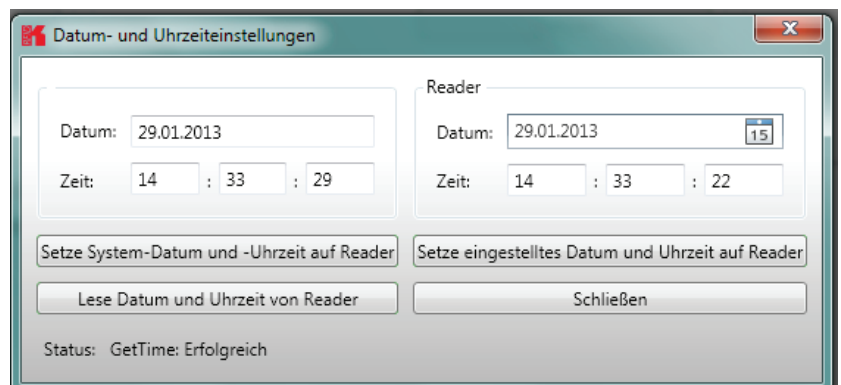 Datum- und Uhrzeiteinstellungen
Reader
Datum: 29.01.2013
Datum: 29.01.2013 15
Zeit: 14 : 33 : 29
Zeit: 14 : 33 : 22
Setze System-Datum und -Uhrzeit auf Reader
Setze eingestelltes Datum und Uhrzeit auf Reader
Lese Datum und Uhrzeit von Reader
Schließen
Status: GetTime: Erfolgreich